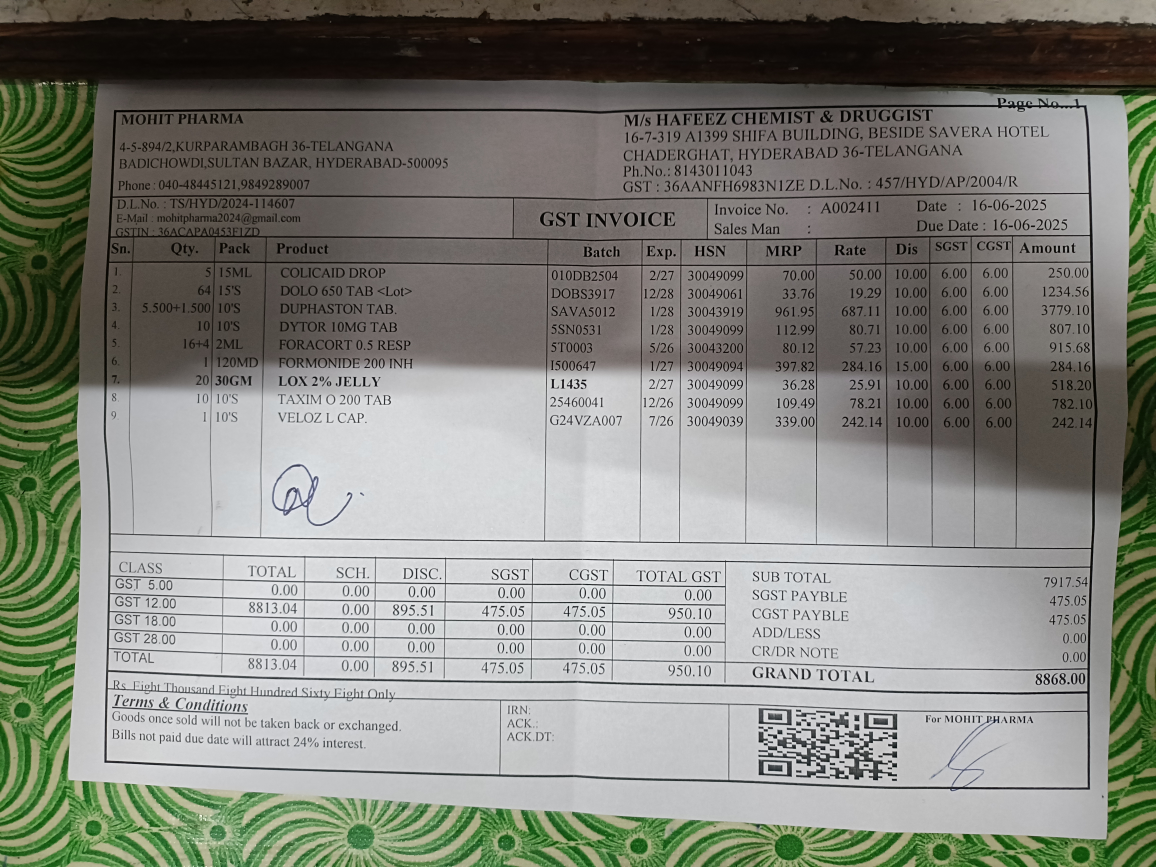 Page No...1
MOHIT PHARMA
4-5-894/2,KURPARAMBAGH 36-TELANGANA
BADICHOWDI,SULTAN BAZAR, HYDERABAD-500095
Phone : 040-48445121,9849289007
D.L.No. : TS/HYD/2024-114607
E-Mail : mohitpharma2024@gmail.com
GSTIN : 36ACAPA0453F1ZD
M/s HAFEEZ CHEMIST & DRUGGIST
16-7-319 A1399 SHIFA BUILDING, BESIDE SAVERA HOTEL
CHADERGHAT, HYDERABAD 36-TELANGANA
Ph.No.: 8143011043
GST : 36AANFH6983N1ZE D.L.No. : 457/HYD/AP/2004/R
GST INVOICE
Invoice No. : A002411 Date : 16-06-2025
Sales Man : Due Date : 16-06-2025
Sn. Qty. Pack Product Batch Exp. HSN MRP Rate Dis SGST CGST Amount
1. 5 15ML COLICAID DROP 010DB2504 2/27 30049099 70.00 50.00 10.00 6.00 6.00 250.00
2. 64 15'S DOLO 650 TAB <Lot> DOBS3917 12/28 30049061 33.76 19.29 10.00 6.00 6.00 1234.56
3. 5.500+1.500 10'S DUPHASTON TAB. SAVA5012 1/28 30043919 961.95 687.11 10.00 6.00 6.00 3779.10
4. 10 10'S DYTOR 10MG TAB 5SN0531 1/28 30049099 112.99 80.71 10.00 6.00 6.00 807.10
5. 16+4 2ML FORACORT 0.5 RESP 5T0003 5/26 30043200 80.12 57.23 10.00 6.00 6.00 915.68
6. 1 120MD FORMONIDE 200 INH I500647 1/27 30049094 397.82 284.16 15.00 6.00 6.00 284.16
7. 20 30GM LOX 2% JELLY L1435 2/27 30049099 36.28 25.91 10.00 6.00 6.00 518.20
8 10 10'S TAXIM O 200 TAB 25460041 12/26 30049099 109.49 78.21 10.00 6.00 6.00 782.10
9. 1 10'S VELOZ L CAP. G24VZA007 7/26 30049039 339.00 242.14 10.00 6.00 6.00 242.14
CLASS TOTAL SCH. DISC. SGST CGST TOTAL GST
GST 5.00 0.00 0.00 0.00 0.00 0.00 0.00
GST 12.00 8813.04 0.00 895.51 475.05 475.05 950.10
GST 18.00 0.00 0.00 0.00 0.00 0.00 0.00
GST 28.00 0.00 0.00 0.00 0.00 0.00 0.00
TOTAL 8813.04 0.00 895.51 475.05 475.05 950.10
SUB TOTAL 7917.54
SGST PAYBLE 475.05
CGST PAYBLE 475.05
ADD/LESS 0.00
CR/DR NOTE 0.00
GRAND TOTAL 8868.00
Rs. Eight Thousand Eight Hundred Sixty Eight Only
Terms & Conditions
Goods once sold will not be taken back or exchanged.
Bills not paid due date will attract 24% interest.
IRN:
ACK.:
ACK.DT:
For MOHIT PHARMA